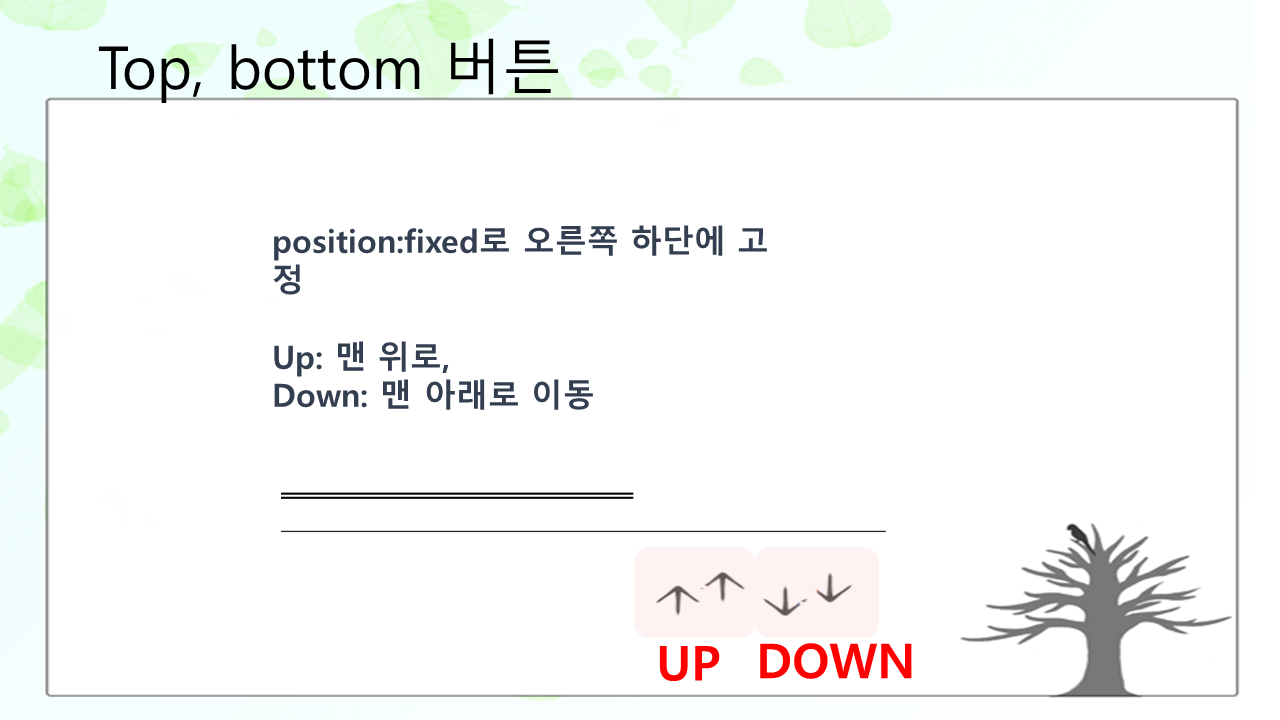 Top, bottom 버튼
position:fixed로 오른쪽 하단에 고
정
Up: 맨 위로,
Down: 맨 아래로 이동
UP DOWN